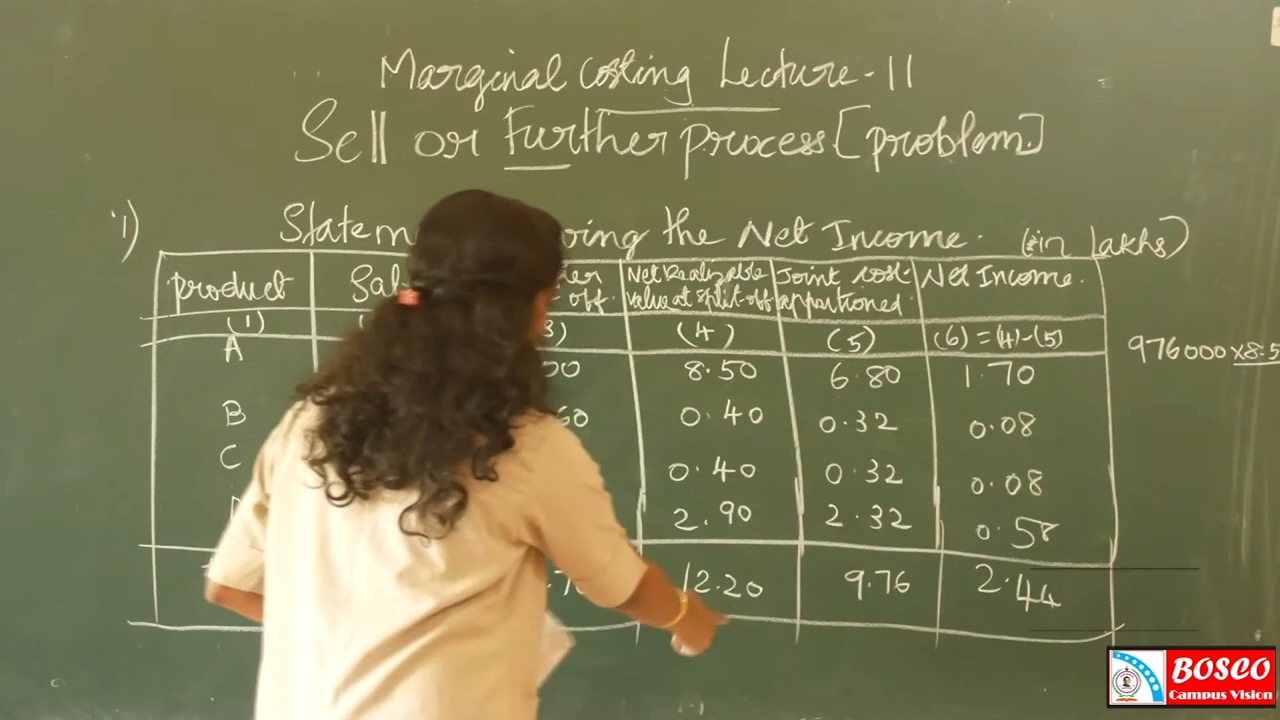 Marginal Costing Lecture-11
Sell or Further process [problem]
1) the Net Income. (in lakhs)
product Net Realizable value at split-off Joint cost apportioned Net Income.
(1) (4) (5) (6) = (4)-(5)
A 8.50 6.80 1.70
976000 x 8.5
B 0.40 0.32 0.08
C 0.40 0.32 0.08
2.90 2.32 0.58
12.20 9.76 2.44
BOSCO
Campus Vision